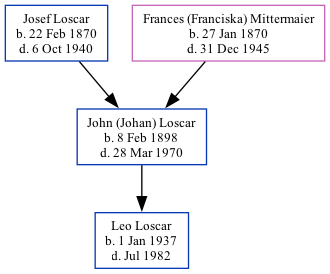 Josef Loscar
b. 22 Feb 1870
d. 6 Oct 1940
Frances (Franciska) Mittermaier
b. 27 Jan 1870
d. 31 Dec 1945
John (Johan) Loscar
b. 8 Feb 1898
d. 28 Mar 1970
Leo Loscar
b. 1 Jan 1937
d. Jul 1982